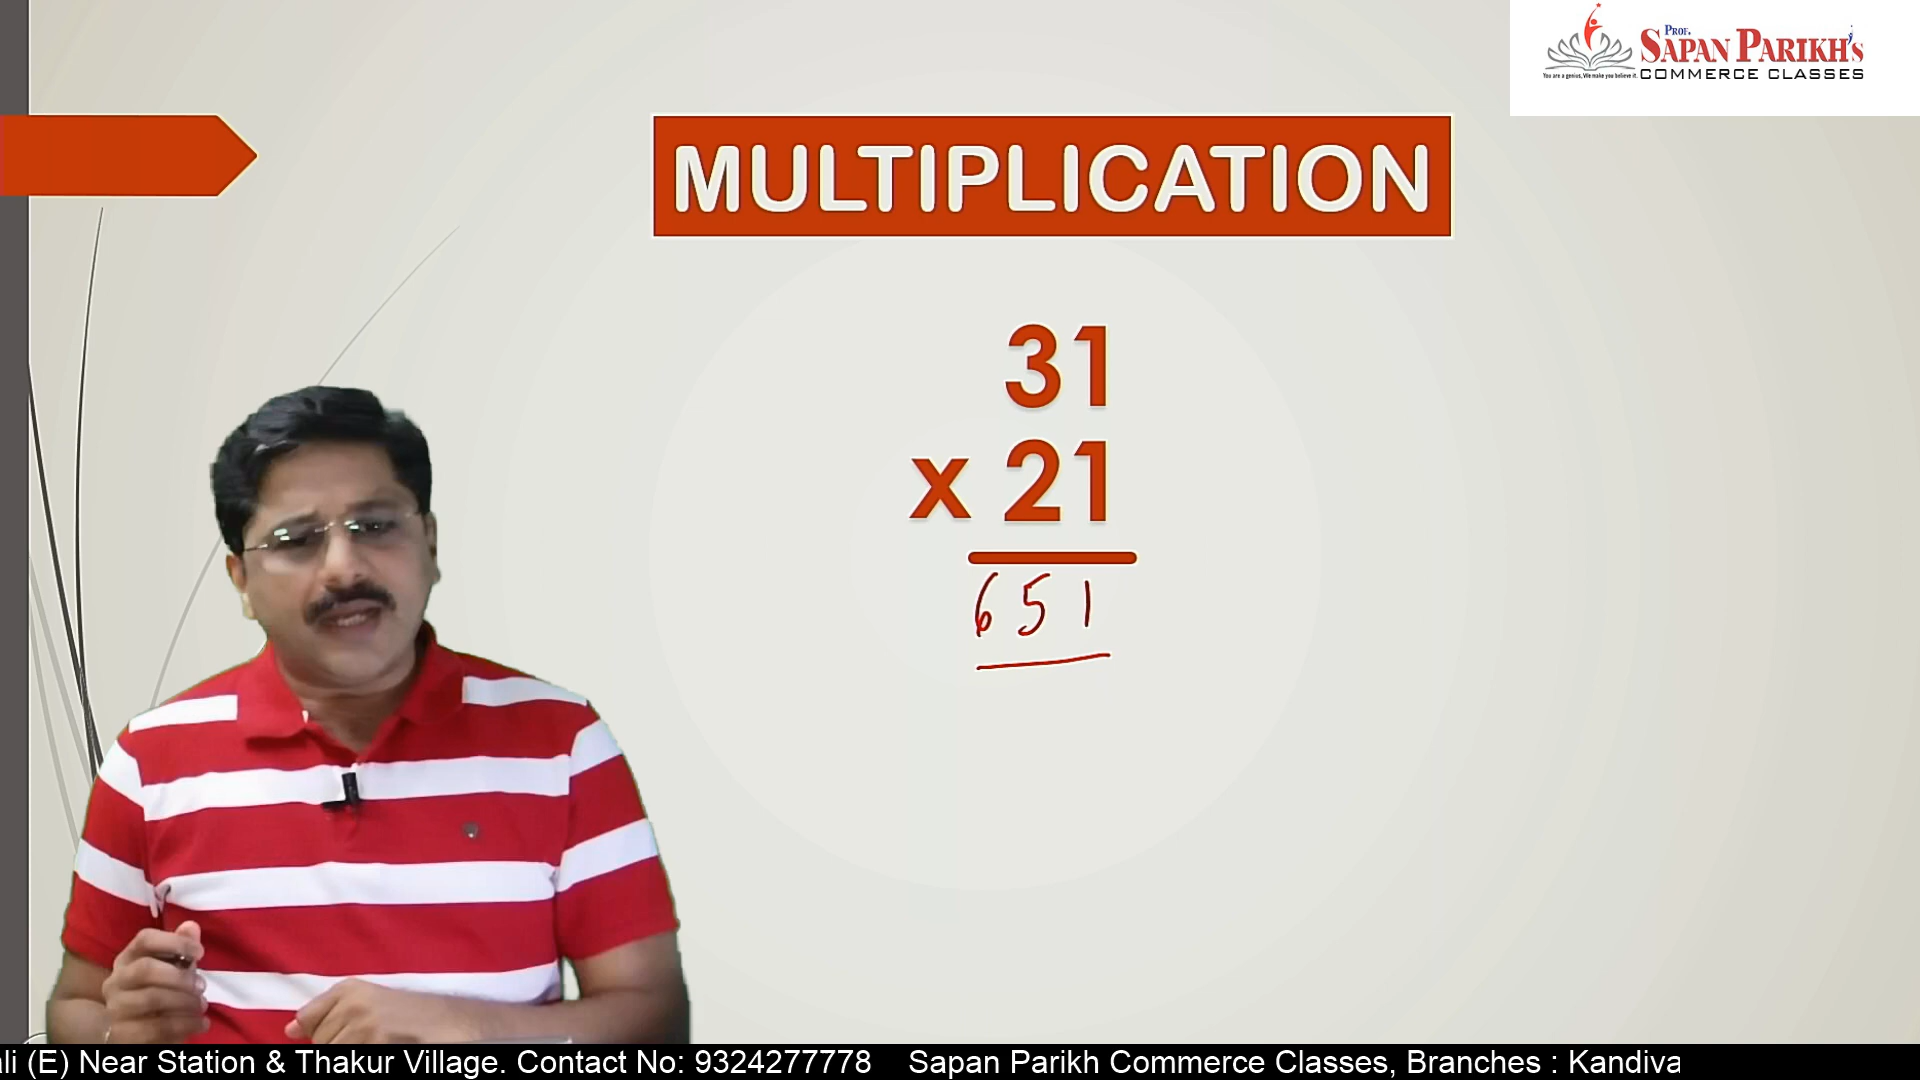 PROF.
SAPAN PARIKH'S
You are a genius, We make you believe it.
COMMERCE CLASSES
MULTIPLICATION
31
x 21
651
ali (E) Near Station & Thakur Village. Contact No: 9324277778 Sapan Parikh Commerce Classes, Branches : Kandiva